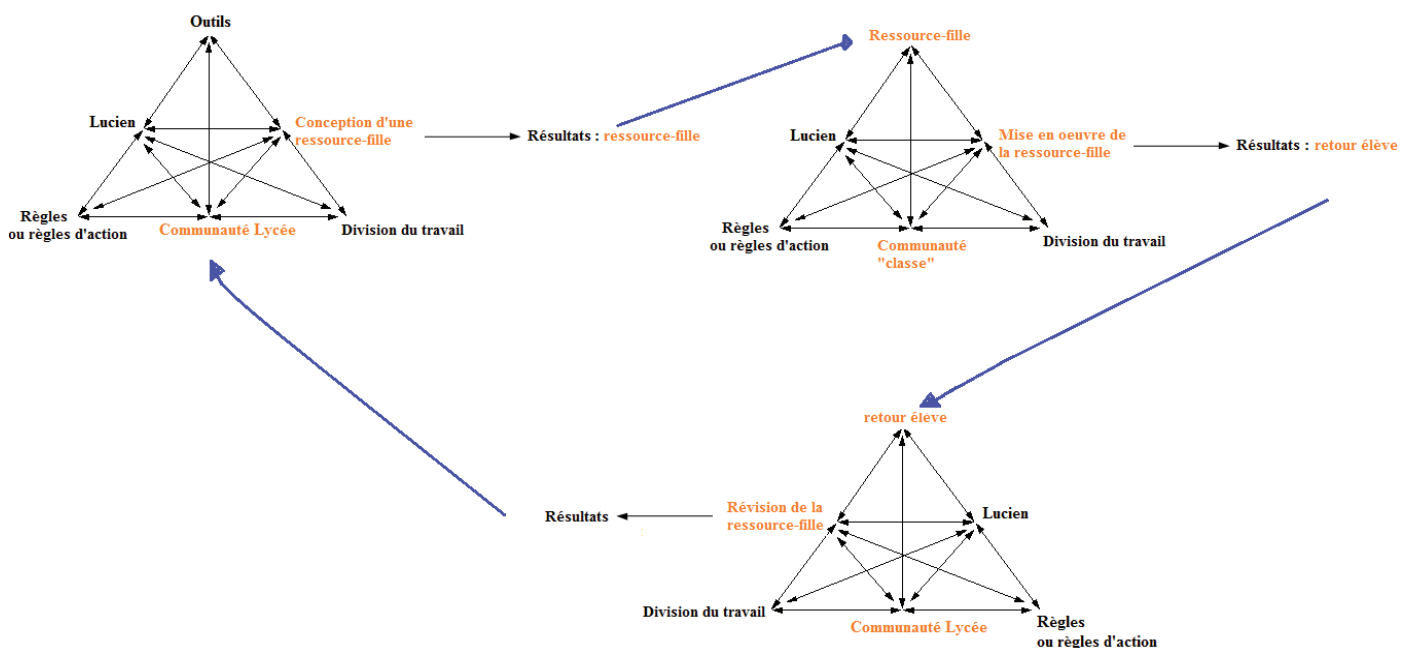 Outils
Lucien
Conception d'une
ressource-fille
Résultats : ressource-fille
Règles
ou règles d'action
Communauté Lycée
Division du travail
Ressource-fille
Lucien
Mise en oeuvre de
la ressource-fille
Résultats : retour élève
Règles
ou règles d'action
Communauté
"classe"
Division du travail
retour élève
Résultats
Révision de la
ressource-fille
Lucien
Division du travail
Communauté Lycée
Règles
ou règles d'action